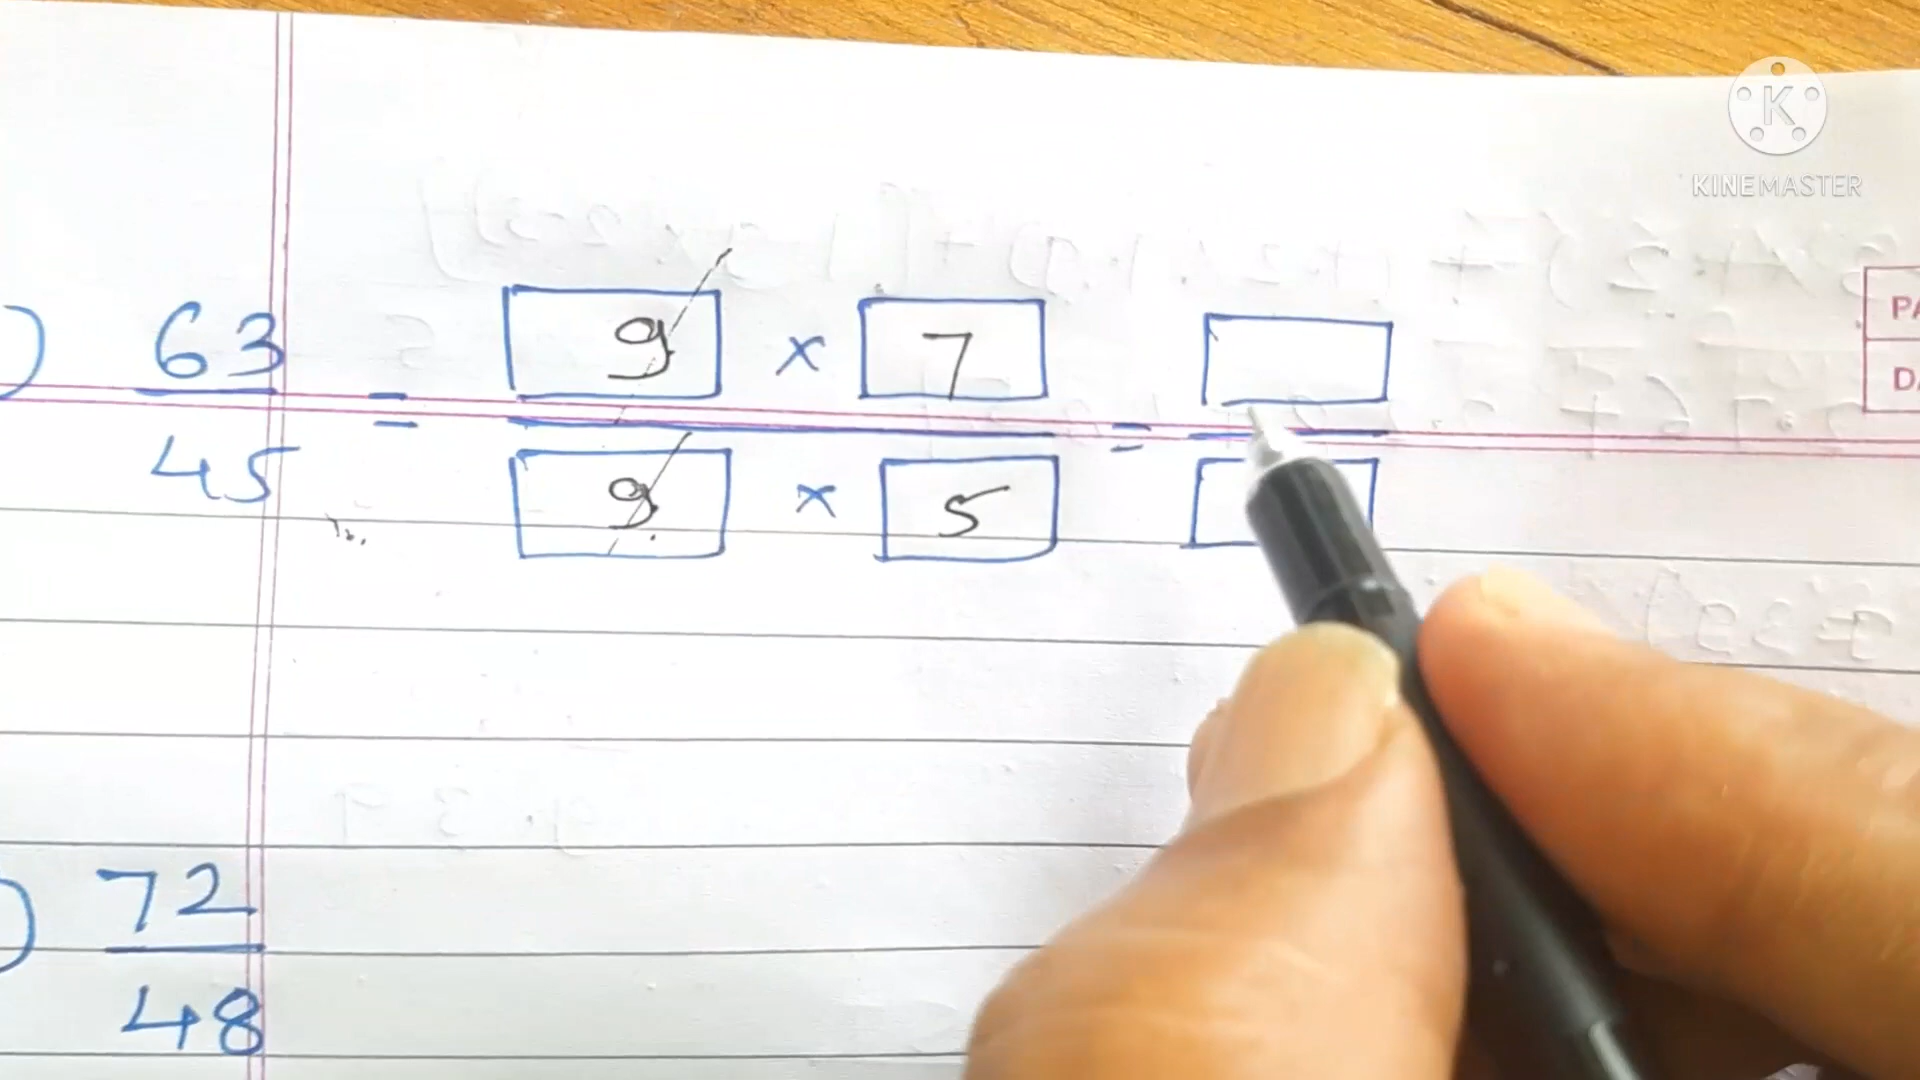 KINEMASTER
) 63/45 = 9 × 7 / 9 × 5 =
PA
DA
) 72/48